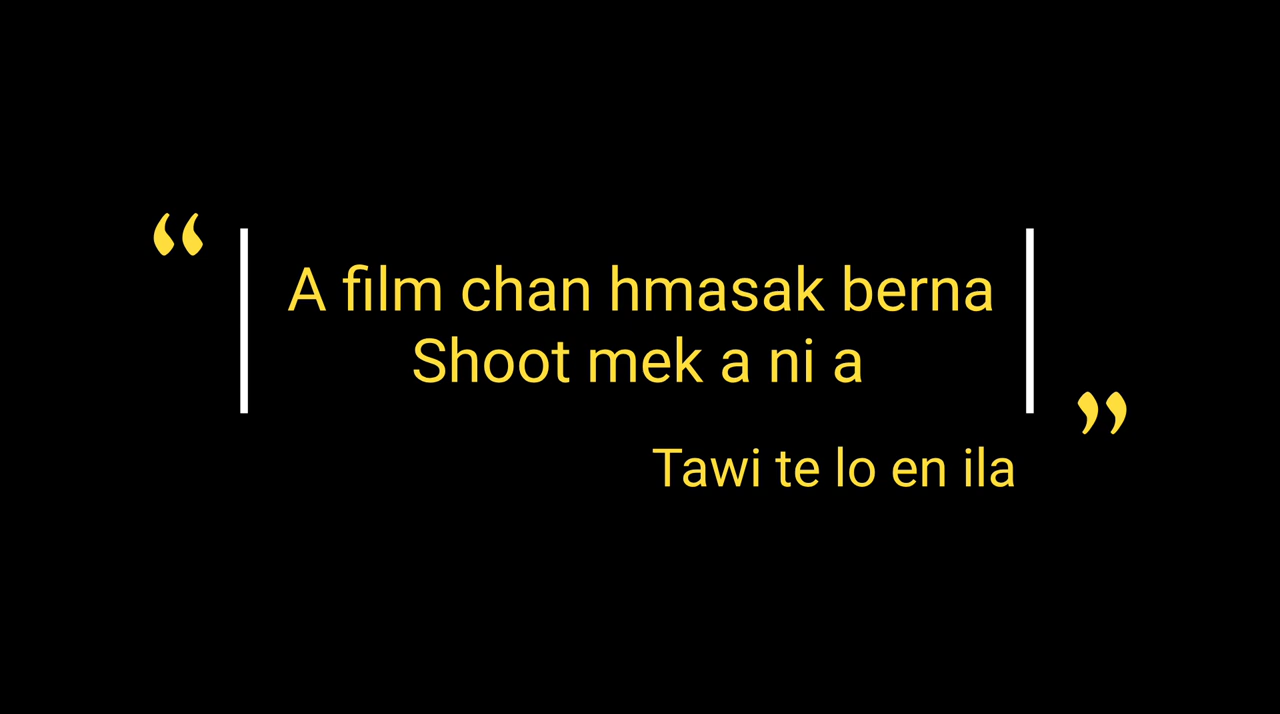 “ A film chan hmasak berna
Shoot mek a ni a ”
Tawi te lo en ila